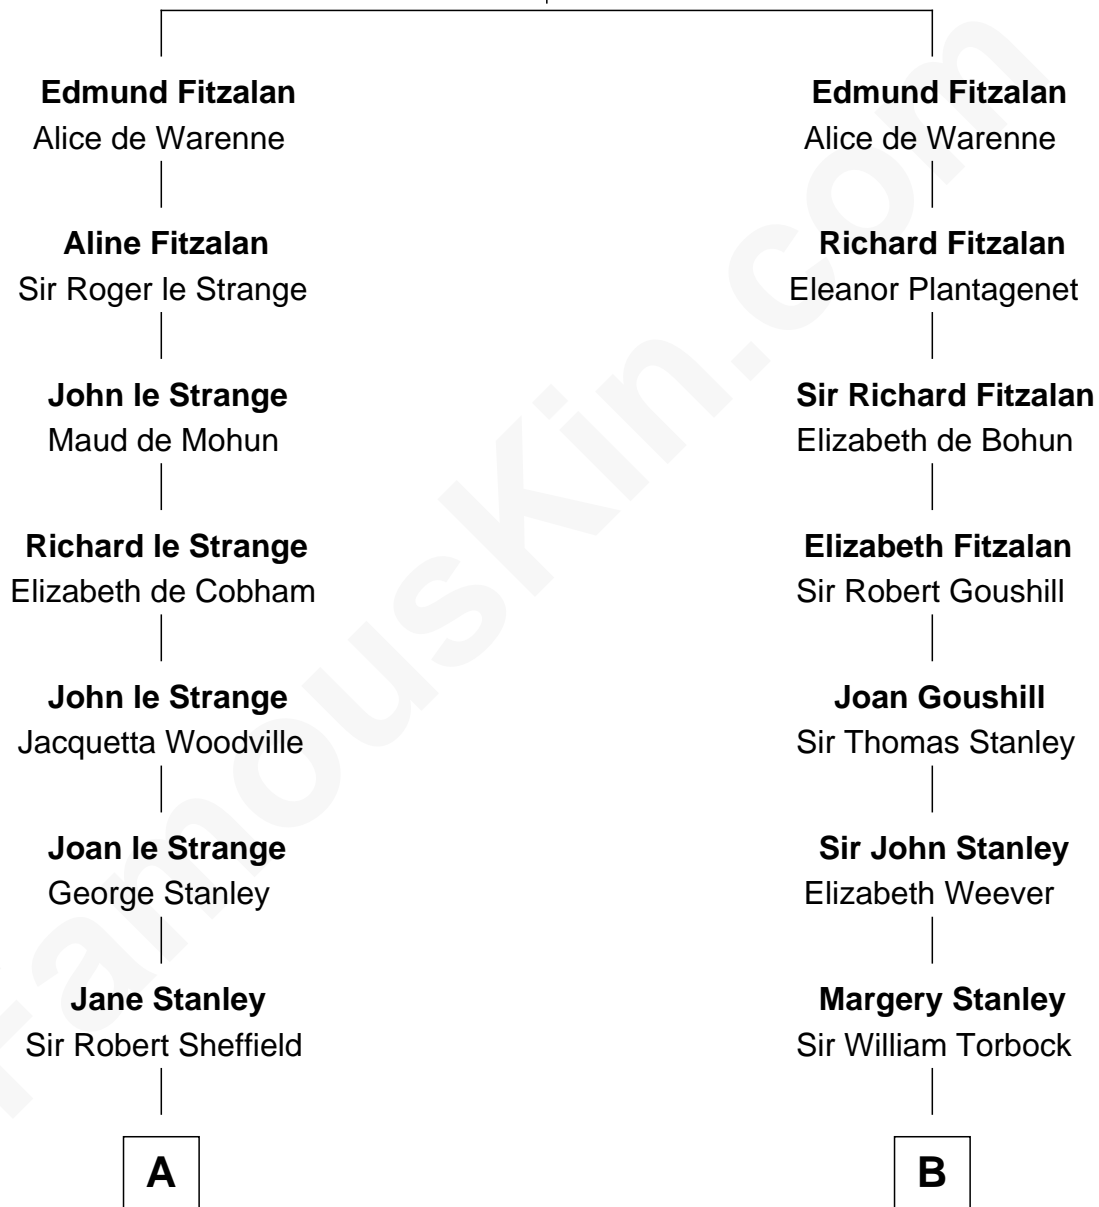 Edmund Fitzalan
Alice de Warenne
Aline Fitzalan
Sir Roger le Strange
John le Strange
Maud de Mohun
Richard le Strange
Elizabeth de Cobham
John le Strange
Jacquetta Woodville
Joan le Strange
George Stanley
Jane Stanley
Sir Robert Sheffield
A
Edmund Fitzalan
Alice de Warenne
Richard Fitzalan
Eleanor Plantagenet
Sir Richard Fitzalan
Elizabeth de Bohun
Elizabeth Fitzalan
Sir Robert Goushill
Joan Goushill
Sir Thomas Stanley
Sir John Stanley
Elizabeth Weever
Margery Stanley
Sir William Torbock
B
FamousKin.com